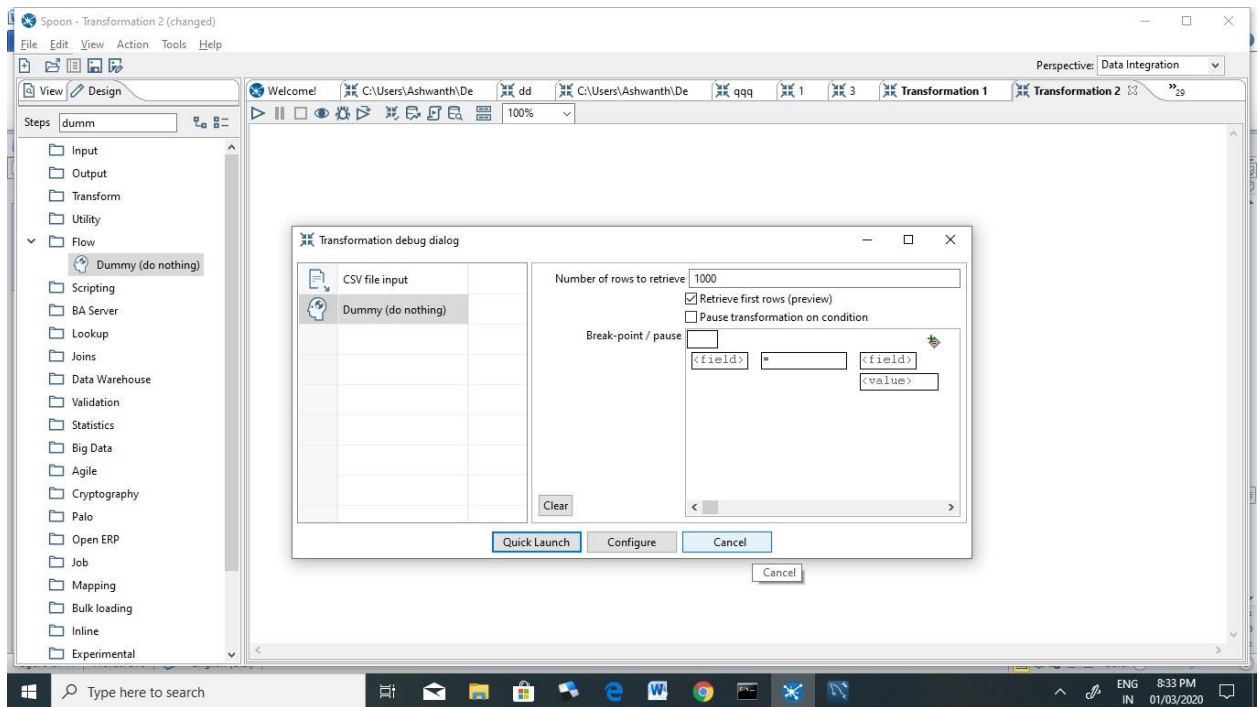 Spoon - Transformation 2 (changed)
File Edit View Action Tools Help
Perspective: Data Integration
View Design
Welcome! C:\Users\Ashwanth\De dd C:\Users\Ashwanth\De qqq 1 3 Transformation 1 Transformation 2 »29
Steps dumm
100%
Input
Output
Transform
Utility
Flow
Dummy (do nothing)
Scripting
BA Server
Lookup
Joins
Data Warehouse
Validation
Statistics
Big Data
Agile
Cryptography
Palo
Open ERP
Job
Mapping
Bulk loading
Inline
Experimental
Transformation debug dialog
CSV file input
Dummy (do nothing)
Number of rows to retrieve 1000
Retrieve first rows (preview)
Pause transformation on condition
Break-point / pause
<field> = <field>
<value>
Clear
Quick Launch Configure Cancel
Cancel
Type here to search
ENG 8:33 PM
IN 01/03/2020